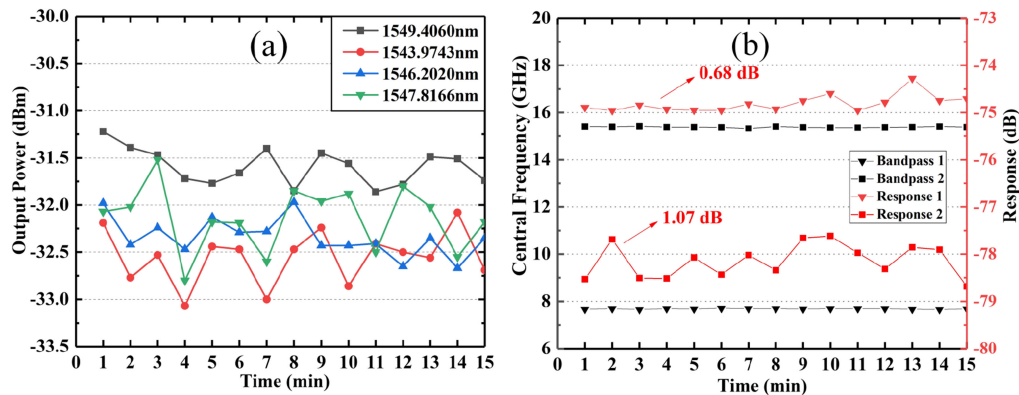 (a)
1549.4060nm
1543.9743nm
1546.2020nm
1547.8166nm
Output Power (dBm)
-30.0
-30.5
-31.0
-31.5
-32.0
-32.5
-33.0
-33.5
0 1 2 3 4 5 6 7 8 9 10 11 12 13 14 15
Time (min)
(b)
Central Frequency (GHz)
20
18
16
14
12
10
8
6
0.68 dB
Bandpass 1
Bandpass 2
Response 1
Response 2
1.07 dB
-73
-74
-75
-76
-77
-78
-79
-80
Response (dB)
0 1 2 3 4 5 6 7 8 9 10 11 12 13 14 15
Time (min)